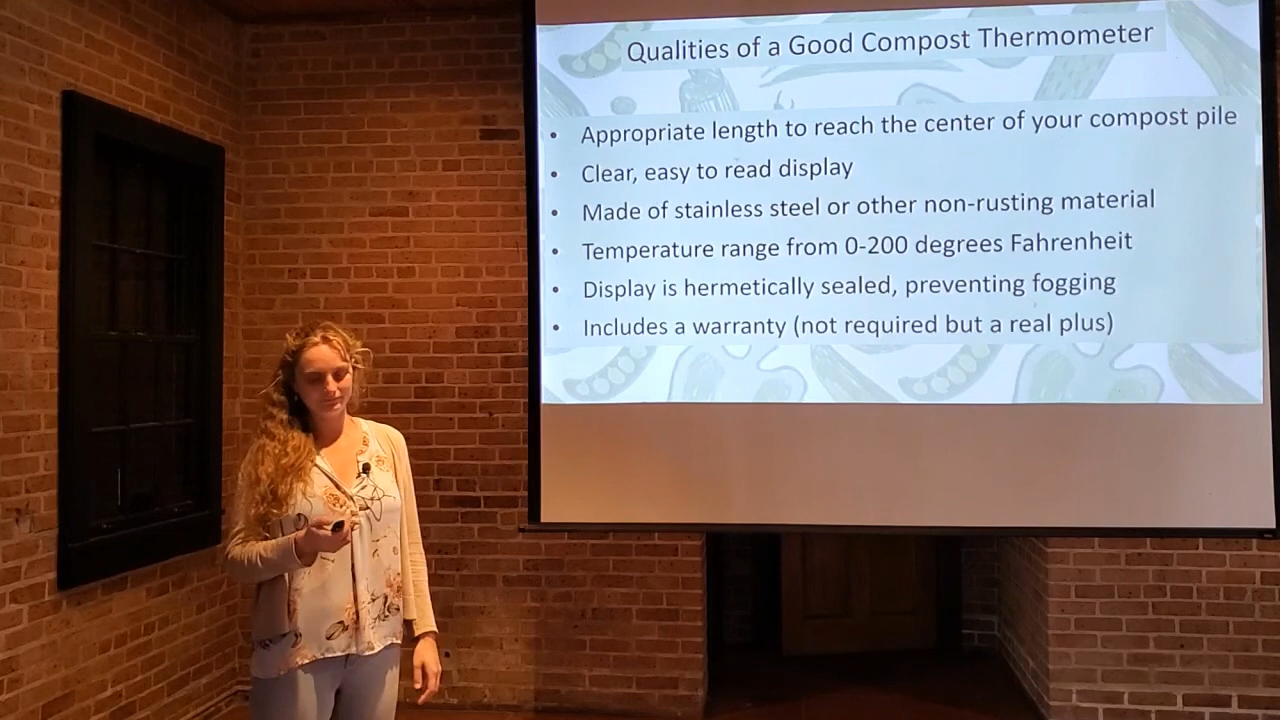 Qualities of a Good Compost Thermometer
• Appropriate length to reach the center of your compost pile
• Clear, easy to read display
• Made of stainless steel or other non-rusting material
• Temperature range from 0-200 degrees Fahrenheit
• Display is hermetically sealed, preventing fogging
• Includes a warranty (not required but a real plus)